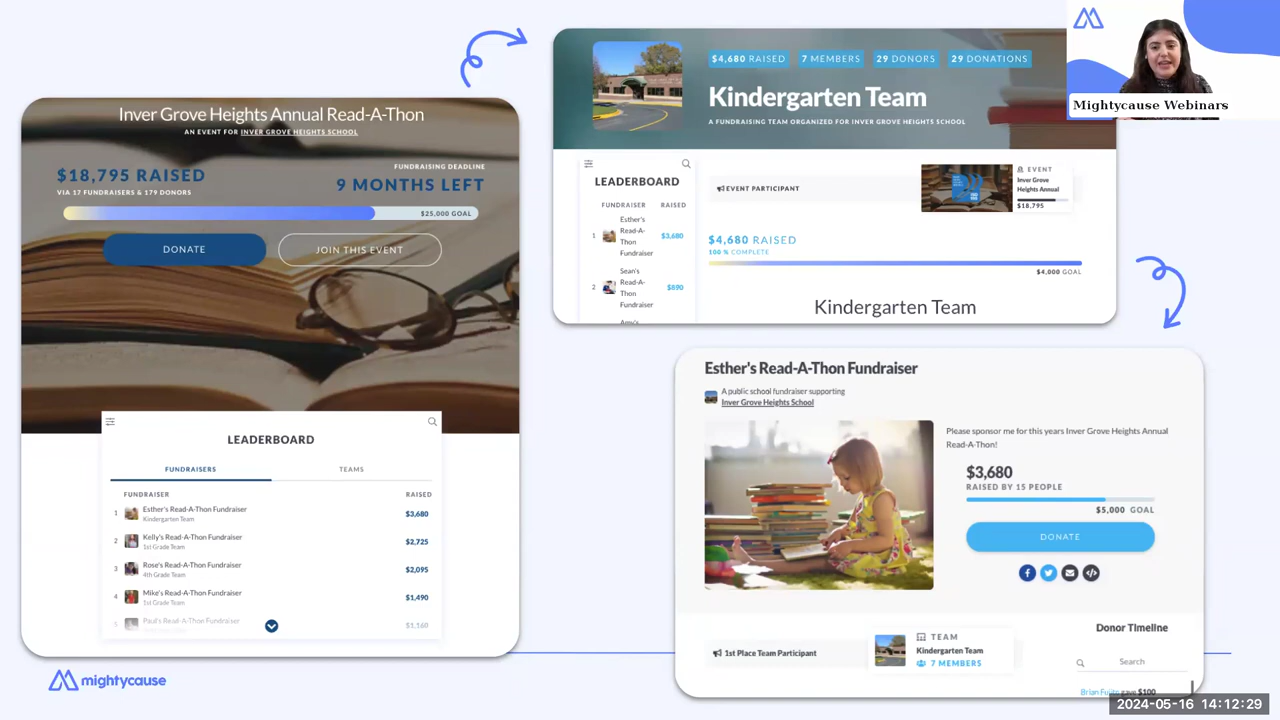 Inver Grove Heights Annual Read-A-Thon
AN EVENT FOR INVER GROVE HEIGHTS SCHOOL
$18,795 RAISED
VIA 17 FUNDRAISERS & 179 DONORS
FUNDRAISING DEADLINE
9 MONTHS LEFT
$25,000 GOAL
DONATE
JOIN THIS EVENT
LEADERBOARD
FUNDRAISERS
TEAMS
FUNDRAISER
RAISED
1 Esther's Read-A-Thon Fundraiser $3,680
Kindergarten Team
2 Kelly's Read-A-Thon Fundraiser $2,725
1st Grade Team
3 Rose's Read-A-Thon Fundraiser $2,095
4th Grade Team
4 Mike's Read-A-Thon Fundraiser $1,490
1st Grade Team
5 Paul's Read-A-Thon Fundraiser $1,160
mightycause
$4,680 RAISED
7 MEMBERS
29 DONORS
29 DONATIONS
Kindergarten Team
A FUNDRAISING TEAM ORGANIZED FOR INVER GROVE HEIGHTS SCHOOL
LEADERBOARD
FUNDRAISER
RAISED
1 Esther's
Read-A-
Thon
Fundraiser
$3,680
2 Sean's
Read-A-
Thon
Fundraiser
$890
EVENT PARTICIPANT
EVENT
Inver Grove
Heights Annual
$18,795
$4,680 RAISED
100 % COMPLETE
$4,000 GOAL
Kindergarten Team
Mightycause Webinars
Esther's Read-A-Thon Fundraiser
A public school fundraiser supporting
Inver Grove Heights School
Please sponsor me for this years Inver Grove Heights Annual
Read-A-Thon!
$3,680
RAISED BY 15 PEOPLE
$5,000 GOAL
DONATE
1st Place Team Participant
TEAM
Kindergarten Team
7 MEMBERS
Donor Timeline
Search
gave $100
2024-05-16 14:12:29